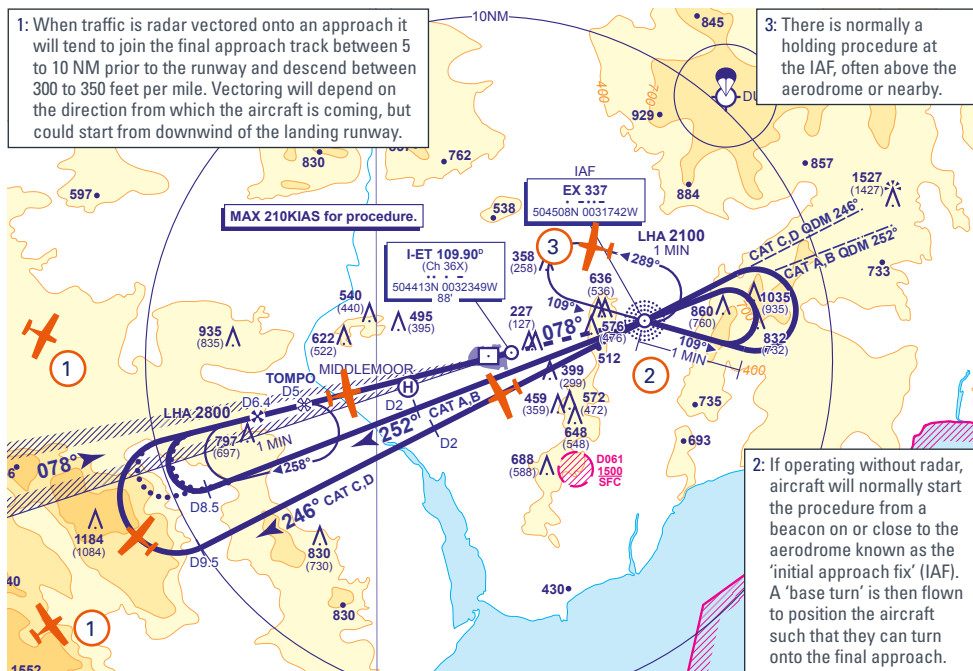 1: When traffic is radar vectored onto an approach it
will tend to join the final approach track between 5
to 10 NM prior to the runway and descend between
300 to 350 feet per mile. Vectoring will depend on
the direction from which the aircraft is coming, but
could start from downwind of the landing runway.
10NM
845
3: There is normally a
holding procedure at
the IAF, often above the
aerodrome or nearby.
400
700
DU
929
830
762
857
597
884
1527
(1427)
IAF
EX 337
504508N 0031742W
MAX 210KIAS for procedure.
538
LHA 2100
1 MIN
CAT C,D QDM 246°
CAT A,B QDM 252°
3
289°
I-ET 109.90D
(Ch 36X)
504413N 0032349W
88'
358
(258)
733
636
(536)
1035
(935)
540
(440)
109°
860
(760)
495
(395)
227
(127)
078°
576
(476)
832
(732)
935
(835)
622
(522)
109°
1 MIN
512
400
MIDDLEMOOR
1
TOMPO
D5
D6.4
399
(299)
2
H
D2
LHA 2800
CAT A,B
252°
459
(359)
572
(472)
735
797
(697)
1 MIN
D2
648
(548)
693
258°
688
(588)
D061
1500
SFC
078°
6
D8.5
CAT C,D
246°
2: If operating without radar,
aircraft will normally start
the procedure from a
beacon on or close to the
aerodrome known as the
‘initial approach fix’ (IAF).
A ‘base turn’ is then flown
to position the aircraft
such that they can turn
onto the final approach.
1184
(1084)
D9.5
830
(730)
40
430
830
1
1552